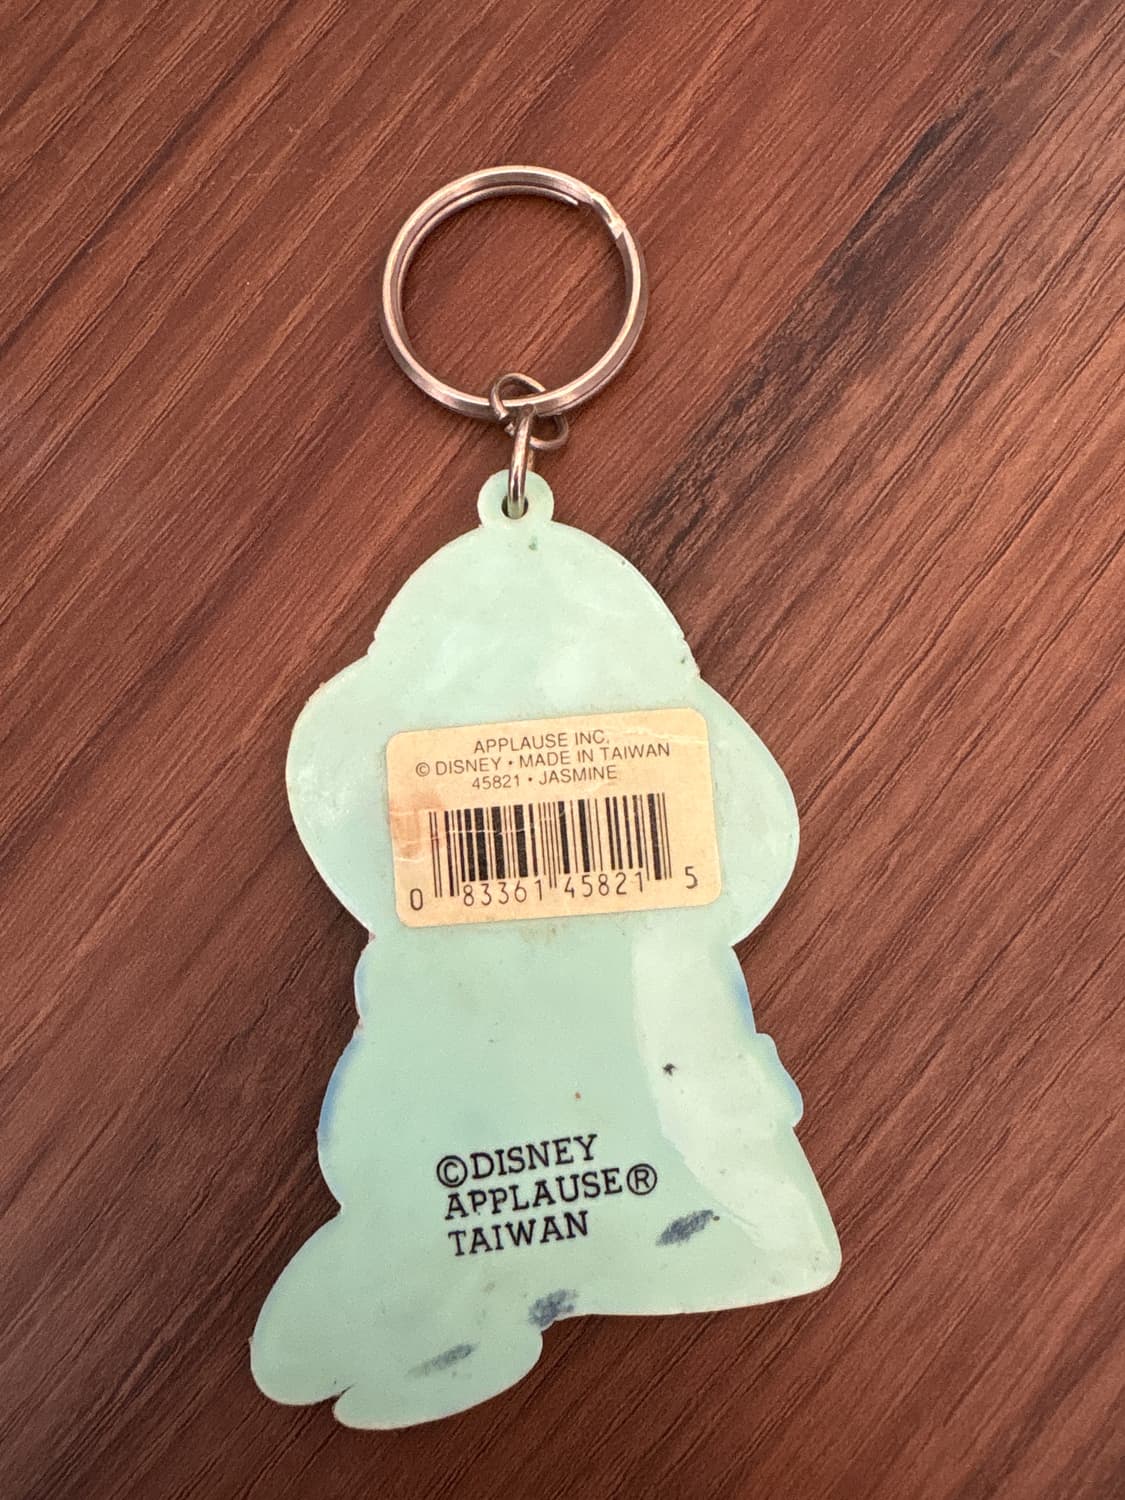 APPLAUSE INC.
© DISNEY • MADE IN TAIWAN
45821 • JASMINE
0 83361 45821 5
©DISNEY
APPLAUSE®
TAIWAN